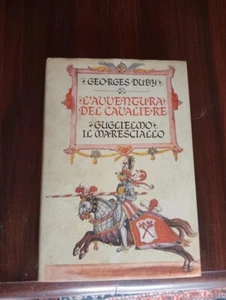 GEORGES DUBY
L'AVVENTURA
DEL CAVALIERE
GUGLIELMO
IL MARESCIALLO